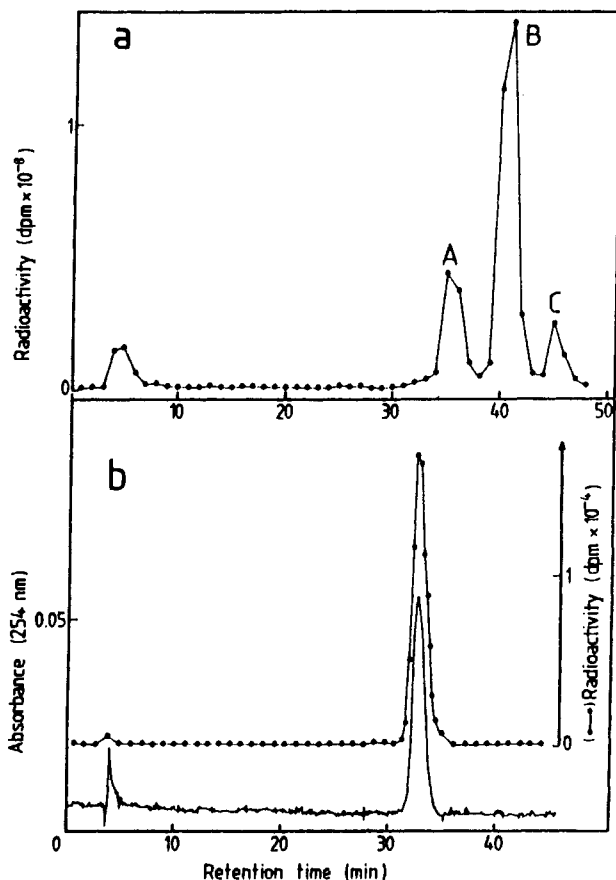 a
B
A
C
1
0
Radioactivity (dpm × 10⁻⁸)
10 20 30 40 50
b
0.05
0
Absorbance (254 nm)
1
0
(•—•) Radioactivity (dpm × 10⁻⁴)
0 10 20 30 40
Retention time (min)